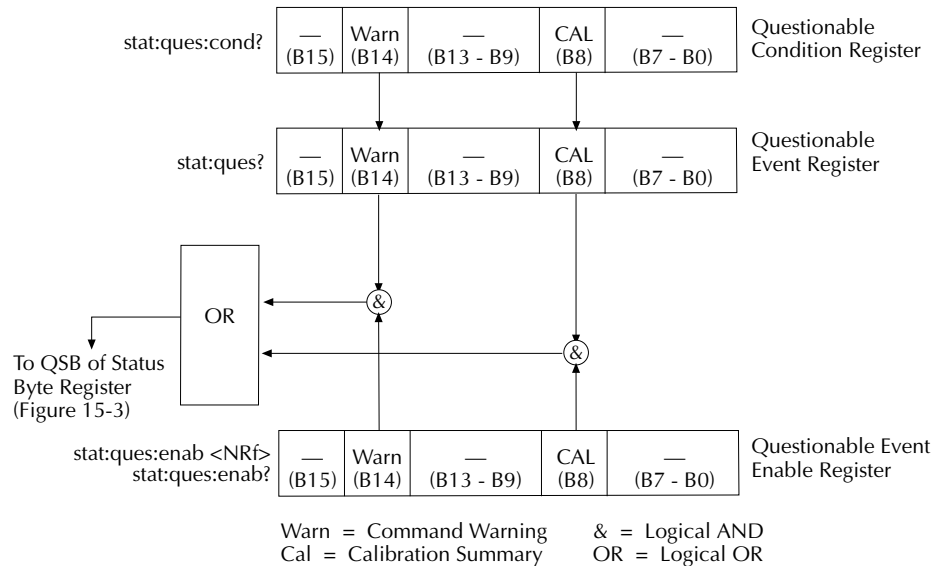 stat:ques:cond?
—
(B15)
Warn
(B14)
—
(B13 - B9)
CAL
(B8)
—
(B7 - B0)
Questionable
Condition Register
stat:ques?
—
(B15)
Warn
(B14)
—
(B13 - B9)
CAL
(B8)
—
(B7 - B0)
Questionable
Event Register
OR
&
&
To QSB of Status
Byte Register
(Figure 15-3)
stat:ques:enab <NRf>
stat:ques:enab?
—
(B15)
Warn
(B14)
—
(B13 - B9)
CAL
(B8)
—
(B7 - B0)
Questionable Event
Enable Register
Warn = Command Warning
Cal = Calibration Summary
& = Logical AND
OR = Logical OR